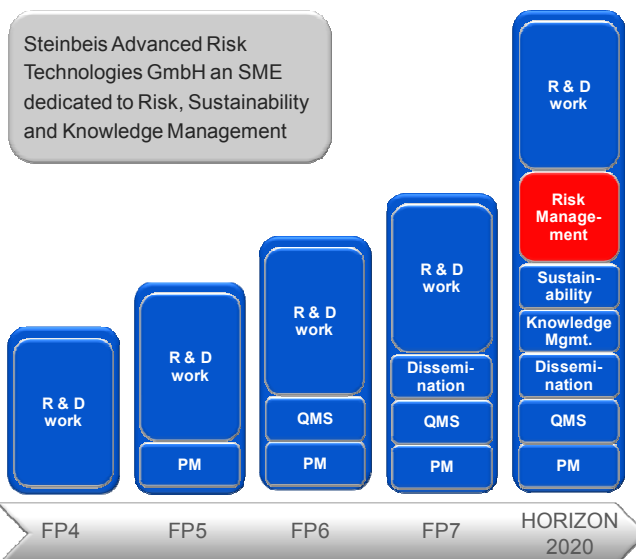 Steinbeis Advanced Risk
Technologies GmbH an SME
dedicated to Risk, Sustainability
and Knowledge Management
R & D
work
R & D
work
PM
R & D
work
QMS
PM
R & D
work
Dissemi-
nation
QMS
PM
R & D
work
Risk
Manage-
ment
Sustain-
ability
Knowledge
Mgmt.
Dissemi-
nation
QMS
PM
FP4
FP5
FP6
FP7
HORIZON
2020